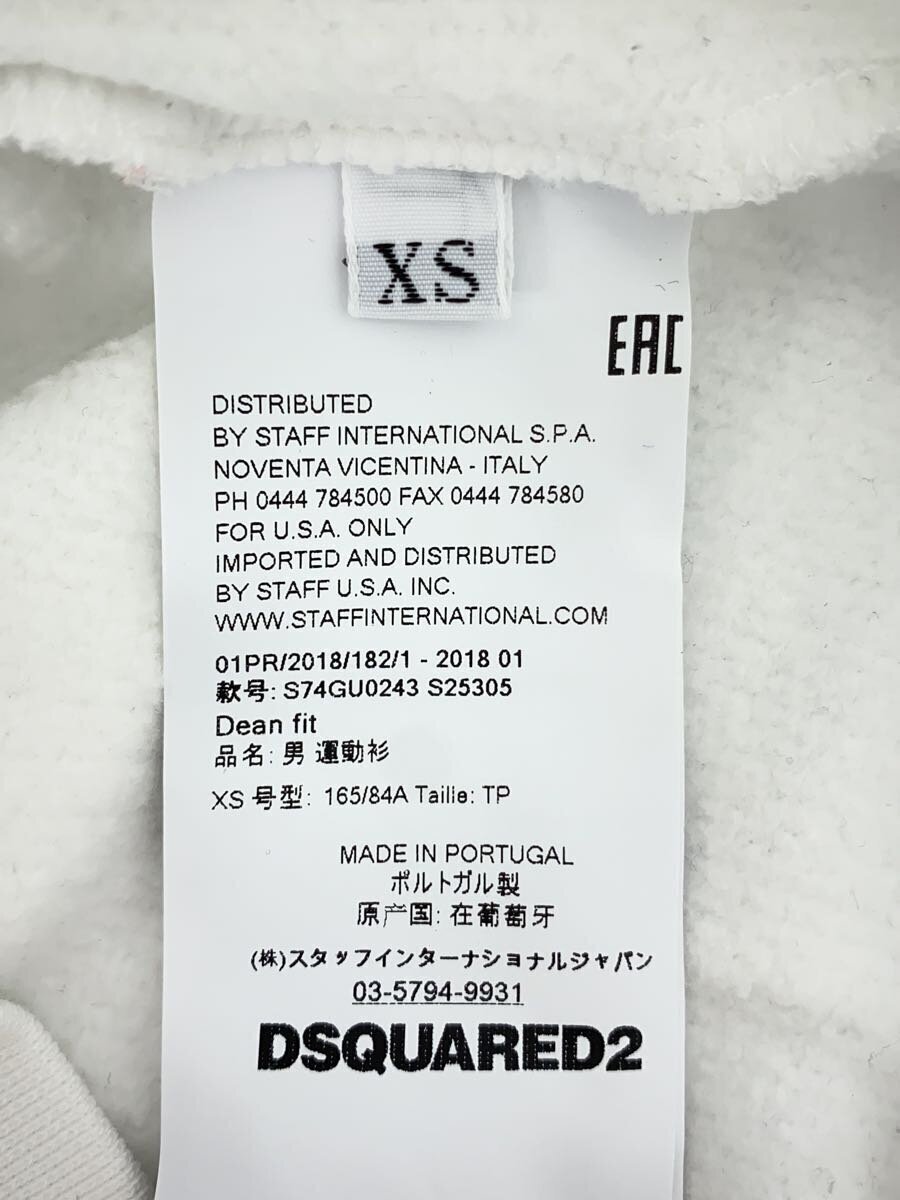 XS
EAC
DISTRIBUTED
BY STAFF INTERNATIONAL S.P.A.
NOVENTA VICENTINA - ITALY
PH 0444 784500 FAX 0444 784580
FOR U.S.A. ONLY
IMPORTED AND DISTRIBUTED
BY STAFF U.S.A. INC.
WWW.STAFFINTERNATIONAL.COM
01PR/2018/182/1 - 2018 01
款号: S74GU0243 S25305
Dean fit
品名: 男 運動衫
XS 号型: 165/84A Taille: TP
MADE IN PORTUGAL
ポルトガル製
原产国: 在葡萄牙
(株)スタッフインターナショナルジャパン
03-5794-9931
DSQUARED2